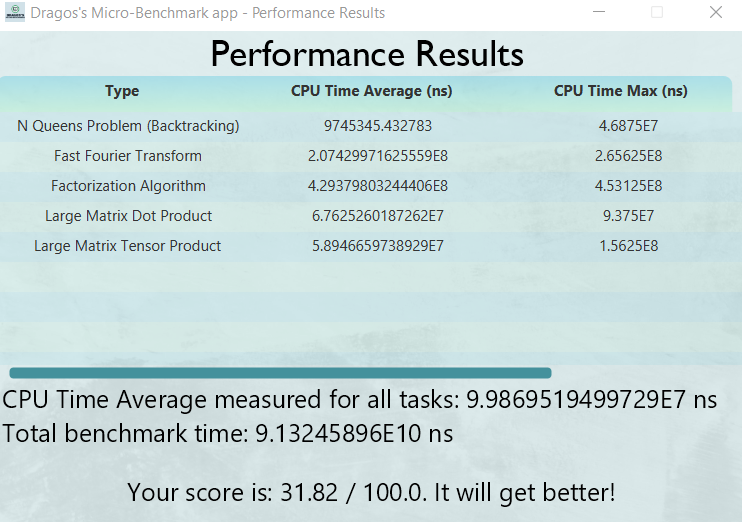 Dragos's Micro-Benchmark app - Performance Results
Performance Results
Type CPU Time Average (ns) CPU Time Max (ns)
N Queens Problem (Backtracking) 9745345.432783 4.6875E7
Fast Fourier Transform 2.07429971625559E8 2.65625E8
Factorization Algorithm 4.29379803244406E8 4.53125E8
Large Matrix Dot Product 6.7625260187262E7 9.375E7
Large Matrix Tensor Product 5.8946659738929E7 1.5625E8
CPU Time Average measured for all tasks: 9.9869519499729E7 ns
Total benchmark time: 9.13245896E10 ns
Your score is: 31.82 / 100.0. It will get better!